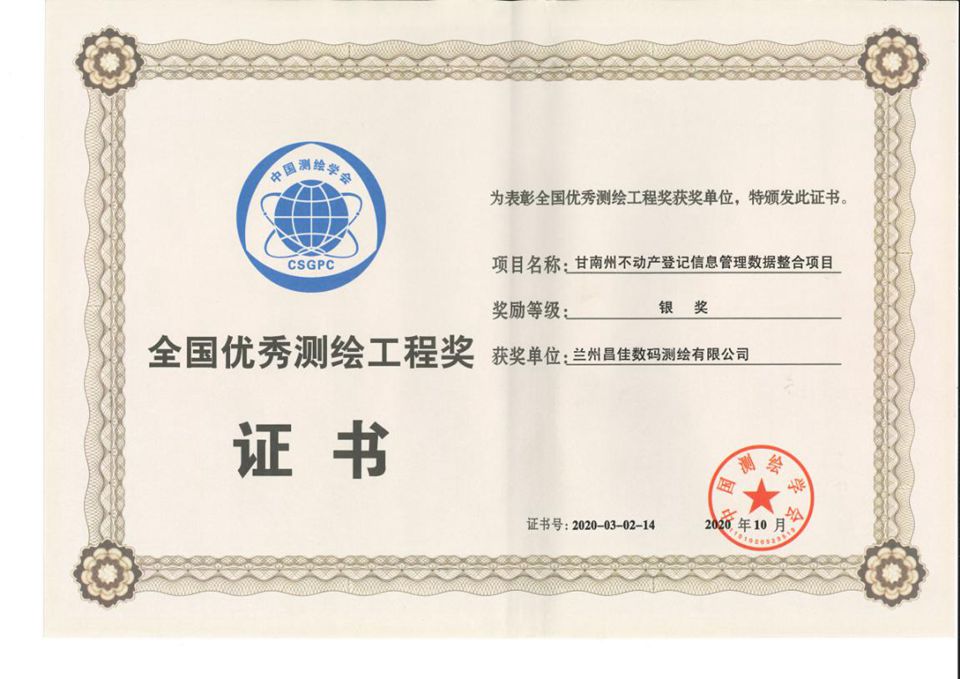 中国测绘学会
CSGPC
全国优秀测绘工程奖
证书
为表彰全国优秀测绘工程奖获奖单位，特颁发此证书。
项目名称：甘南州不动产登记信息管理数据整合项目
奖励等级：银 奖
获奖单位：兰州昌佳数码测绘有限公司
证书号：2020-03-02-14
2020 年10 月
中国测绘学会